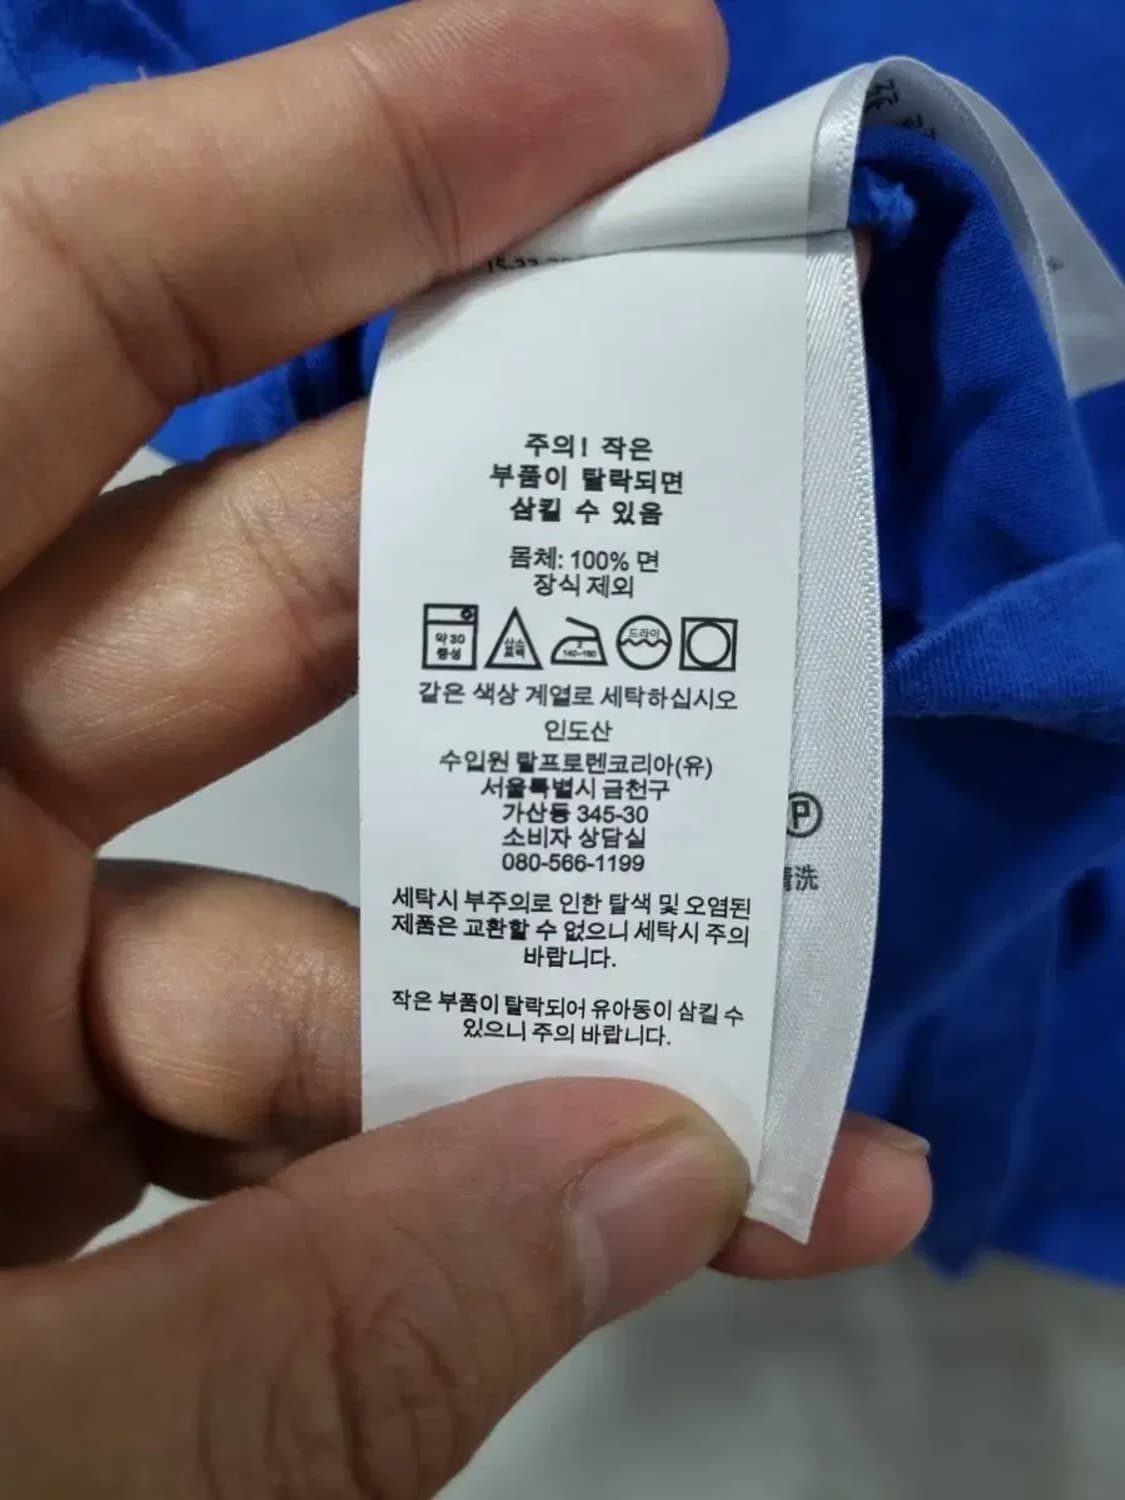 주의! 작은
부품이 탈락되면
삼킬 수 있음
몸체: 100% 면
장식 제외
약 30
중성
산소
표백
2
140~160
드라이
같은 색상 계열로 세탁하십시오
인도산
수입원 랄프로렌코리아(유)
서울특별시 금천구
가산동 345-30
소비자 상담실
080-566-1199
세탁시 부주의로 인한 탈색 및 오염된
제품은 교환할 수 없으니 세탁시 주의
바랍니다.
작은 부품이 탈락되어 유아동이 삼킬 수
있으니 주의 바랍니다.
P
洗